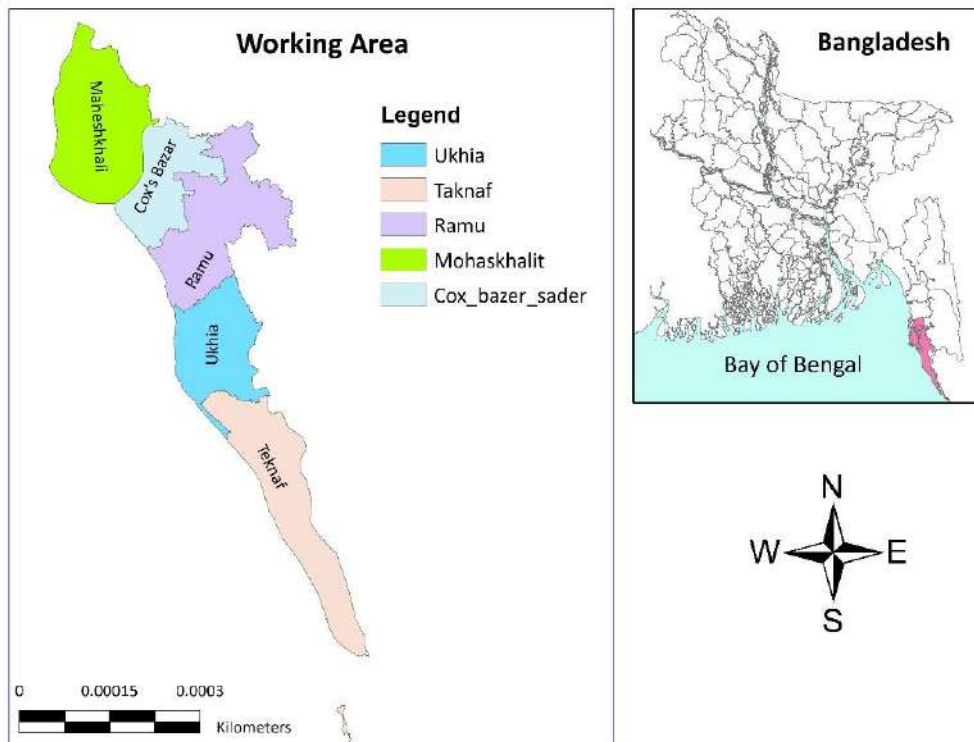 Working Area
Maheshkhali
Cox's Bazar
Ramu
Ukhia
Teknaf
Legend
Ukhia
Taknaf
Ramu
Mohaskhalit
Cox_bazer_sader
0 0.00015 0.0003
Kilometers
Bangladesh
Bay of Bengal
N
W E
S